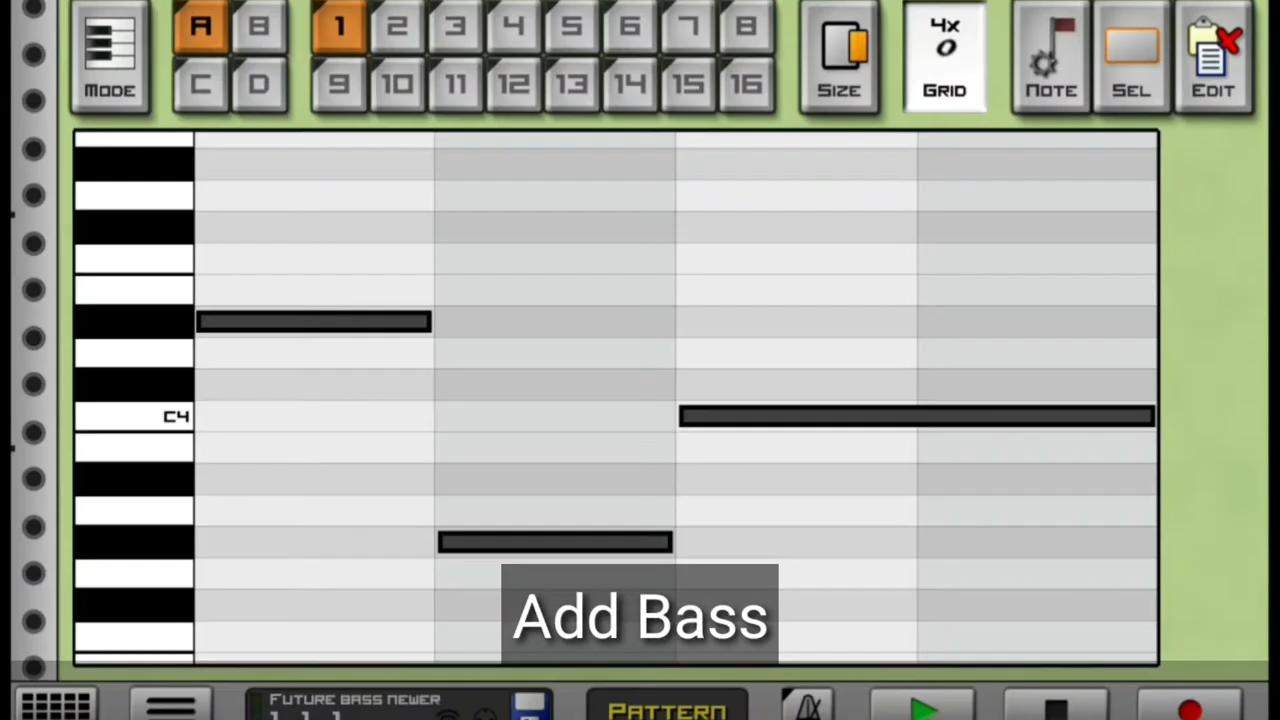 A B 1 2 3 4 5 6 7 8
C D 9 10 11 12 13 14 15 16
4x
MODE SIZE GRID NOTE SEL EDIT
C4
Add Bass
FUTURE BASS NEWER
PATTERN